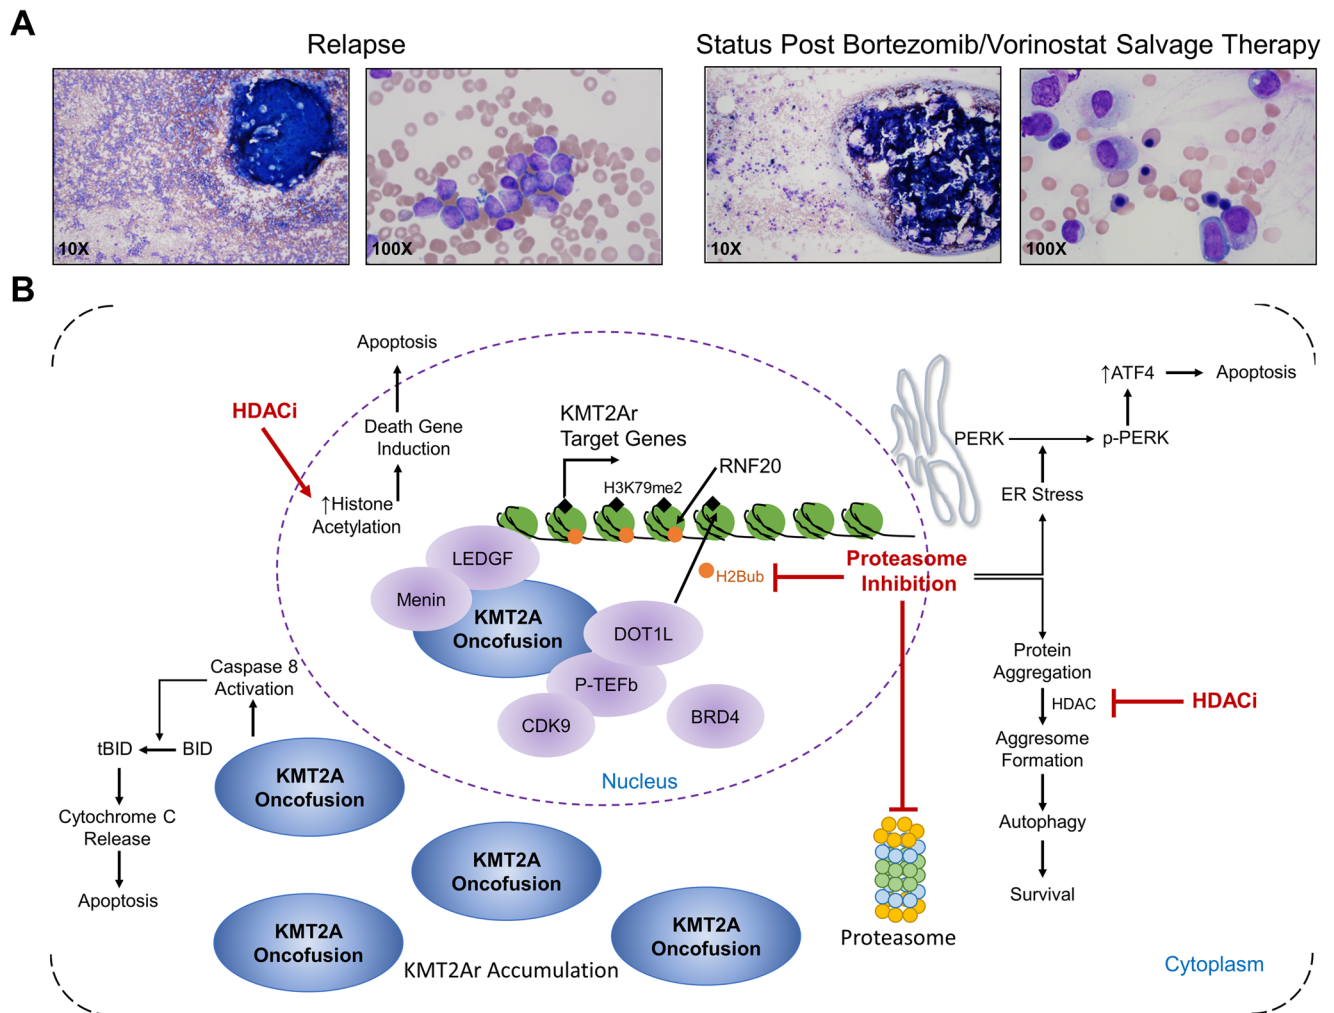 A
Relapse
Status Post Bortezomib/Vorinostat Salvage Therapy
10X
100X
10X
100X
B
Apoptosis
HDACi
Death Gene
Induction
↑Histone
Acetylation
KMT2Ar
Target Genes
H3K79me2
RNF20
H2Bub
LEDGF
Menin
KMT2A
Oncofusion
DOT1L
P-TEFb
CDK9
BRD4
Nucleus
Proteasome
Inhibition
PERK
p-PERK
↑ATF4
Apoptosis
ER Stress
Protein
Aggregation
HDAC
HDACi
Aggresome
Formation
Autophagy
Survival
Caspase 8
Activation
tBID
BID
Cytochrome C
Release
Apoptosis
KMT2A
Oncofusion
KMT2A
Oncofusion
KMT2A
Oncofusion
KMT2A
Oncofusion
KMT2Ar Accumulation
Proteasome
Cytoplasm